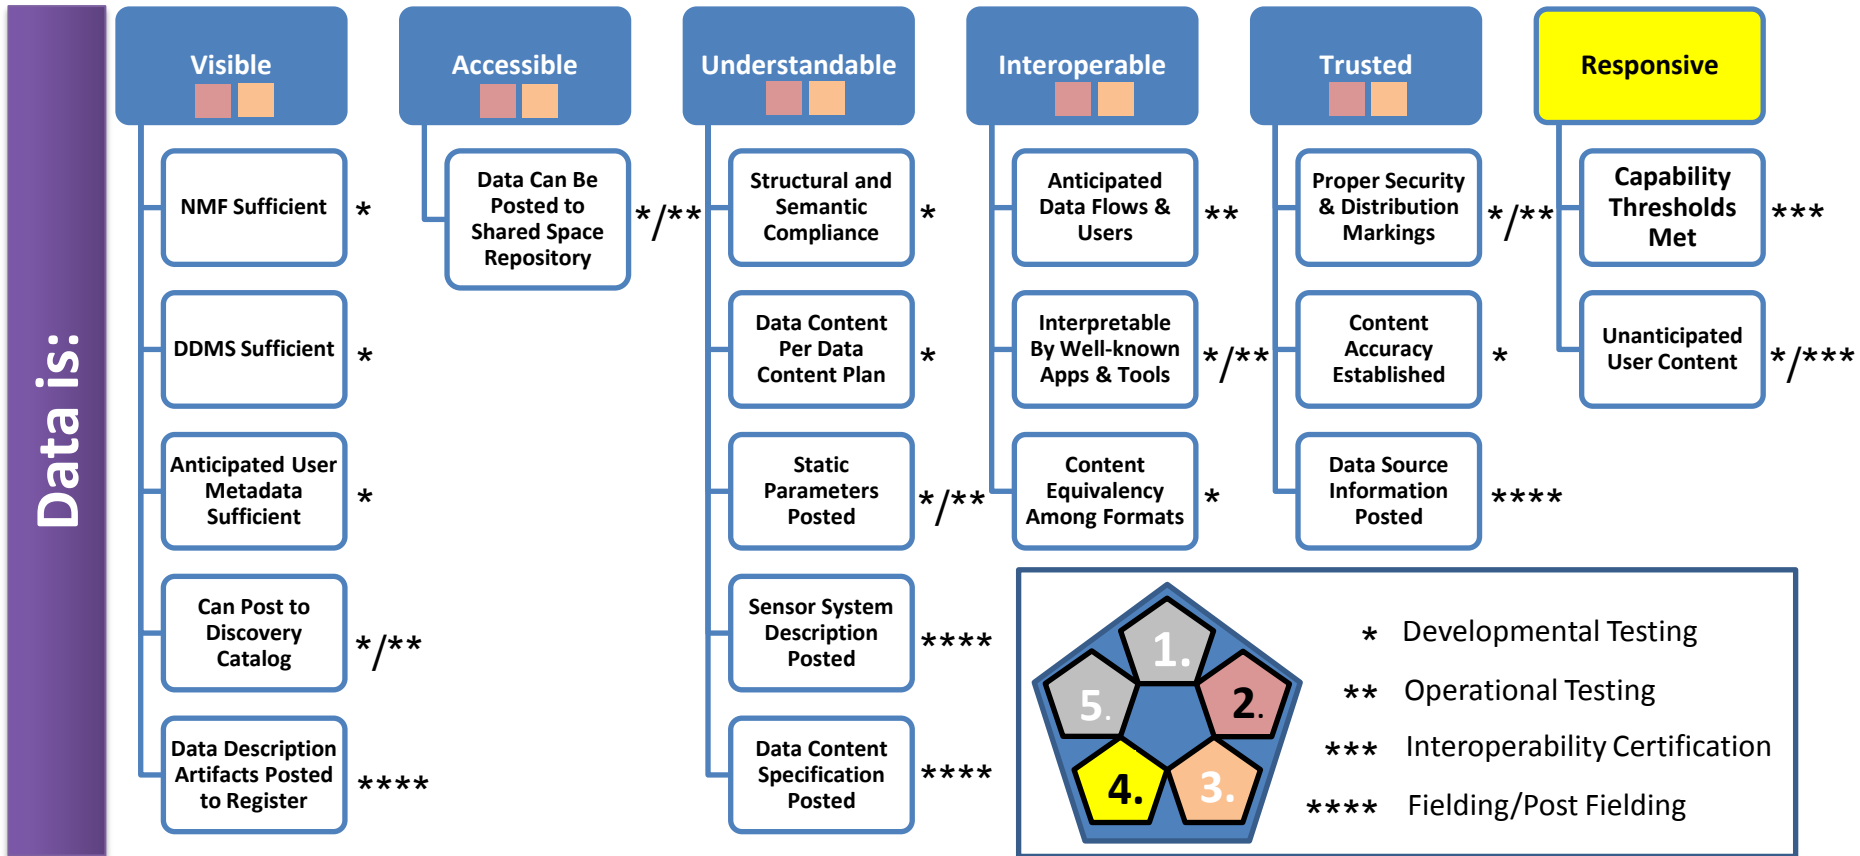 Data is:
Visible
NMF Sufficient
*
DDMS Sufficient
*
Anticipated User
Metadata
Sufficient
*
Can Post to
Discovery
Catalog
*/**
Data Description
Artifacts Posted
to Register
****
Accessible
Data Can Be
Posted to
Shared Space
Repository
*/**
Understandable
Structural and
Semantic
Compliance
*
Data Content
Per Data
Content Plan
*
Static
Parameters
Posted
*/**
Sensor System
Description
Posted
****
Data Content
Specification
Posted
****
Interoperable
Anticipated
Data Flows &
Users
**
Interpretable
By Well-known
Apps & Tools
*/**
Content
Equivalency
Among Formats
*
Trusted
Proper Security
& Distribution
Markings
*/**
Content
Accuracy
Established
*
Data Source
Information
Posted
****
Responsive
Capability
Thresholds
Met
***
Unanticipated
User Content
*/***
1.
2.
3.
4.
5.
* Developmental Testing
** Operational Testing
*** Interoperability Certification
**** Fielding/Post Fielding